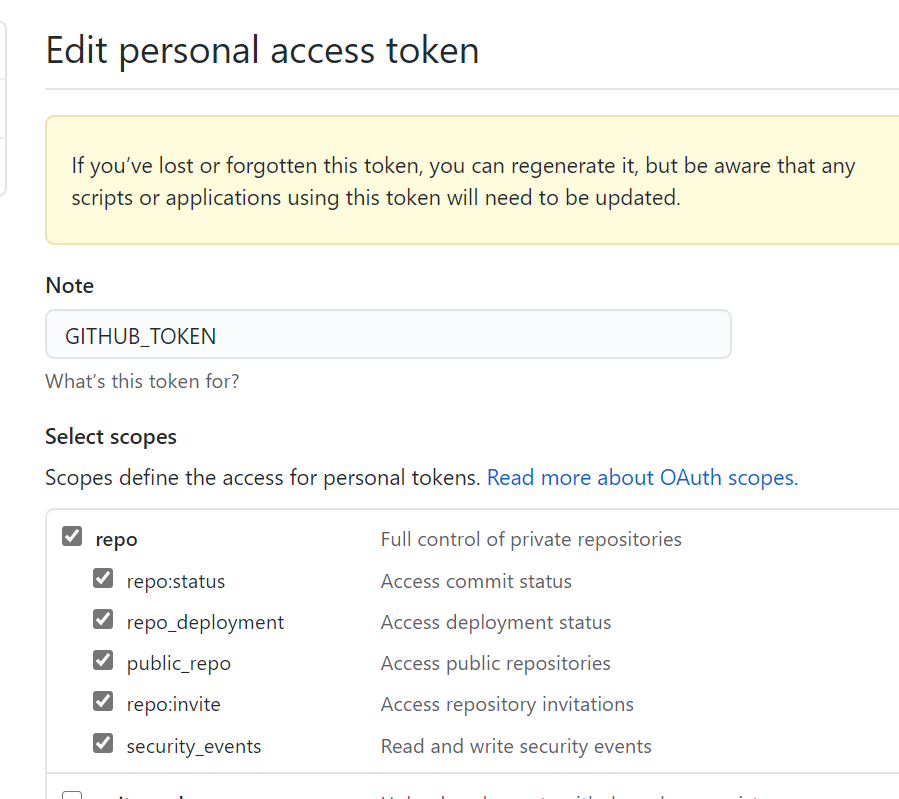 Edit personal access token
If you’ve lost or forgotten this token, you can regenerate it, but be aware that any
scripts or applications using this token will need to be updated.
Note
GITHUB_TOKEN
What’s this token for?
Select scopes
Scopes define the access for personal tokens. Read more about OAuth scopes.
repo Full control of private repositories
repo:status Access commit status
repo_deployment Access deployment status
public_repo Access public repositories
repo:invite Access repository invitations
security_events Read and write security events